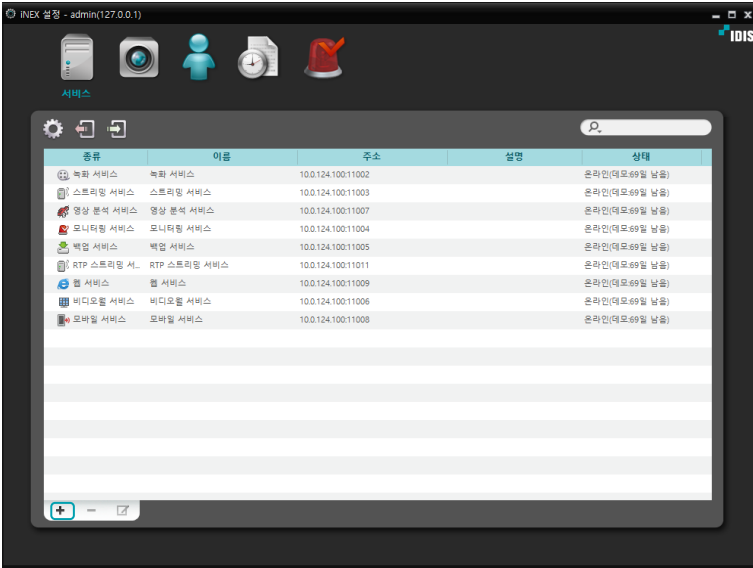 iNEX 설정 - admin(127.0.0.1)
IDIS
서비스
종류 이름 주소 설명 상태
녹화 서비스 녹화 서비스 10.0.124.100:11002 온라인(데모:69일 남음)
스트리밍 서비스 스트리밍 서비스 10.0.124.100:11003 온라인(데모:69일 남음)
영상 분석 서비스 영상 분석 서비스 10.0.124.100:11007 온라인(데모:69일 남음)
모니터링 서비스 모니터링 서비스 10.0.124.100:11004 온라인(데모:69일 남음)
백업 서비스 백업 서비스 10.0.124.100:11005 온라인(데모:69일 남음)
RTP 스트리밍 서... RTP 스트리밍 서비스 10.0.124.100:11011 온라인(데모:69일 남음)
웹 서비스 웹 서비스 10.0.124.100:11009 온라인(데모:69일 남음)
비디오월 서비스 비디오월 서비스 10.0.124.100:11006 온라인(데모:69일 남음)
모바일 서비스 모바일 서비스 10.0.124.100:11008 온라인(데모:69일 남음)